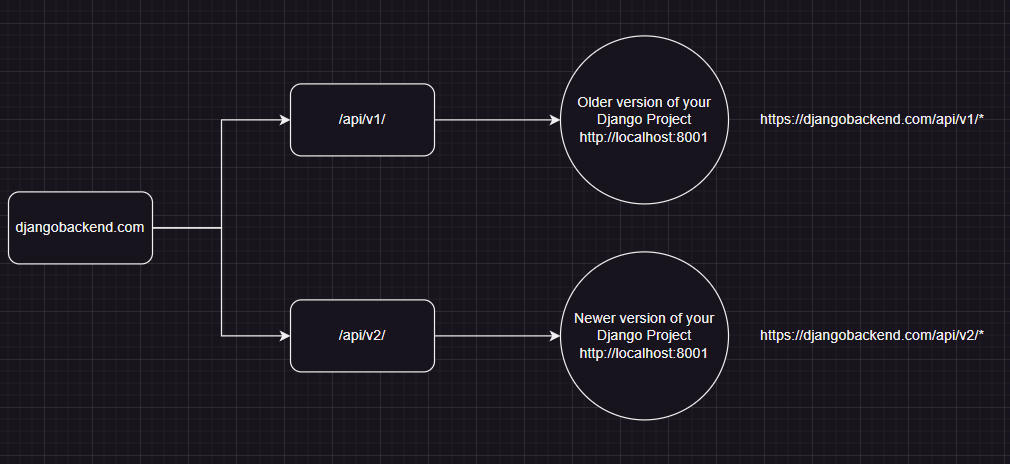 Older version of your
Django Project
http://localhost:8001
/api/v1/
https://djangobackend.com/api/v1/*
djangobackend.com
Newer version of your
Django Project
http://localhost:8001
/api/v2/
https://djangobackend.com/api/v2/*